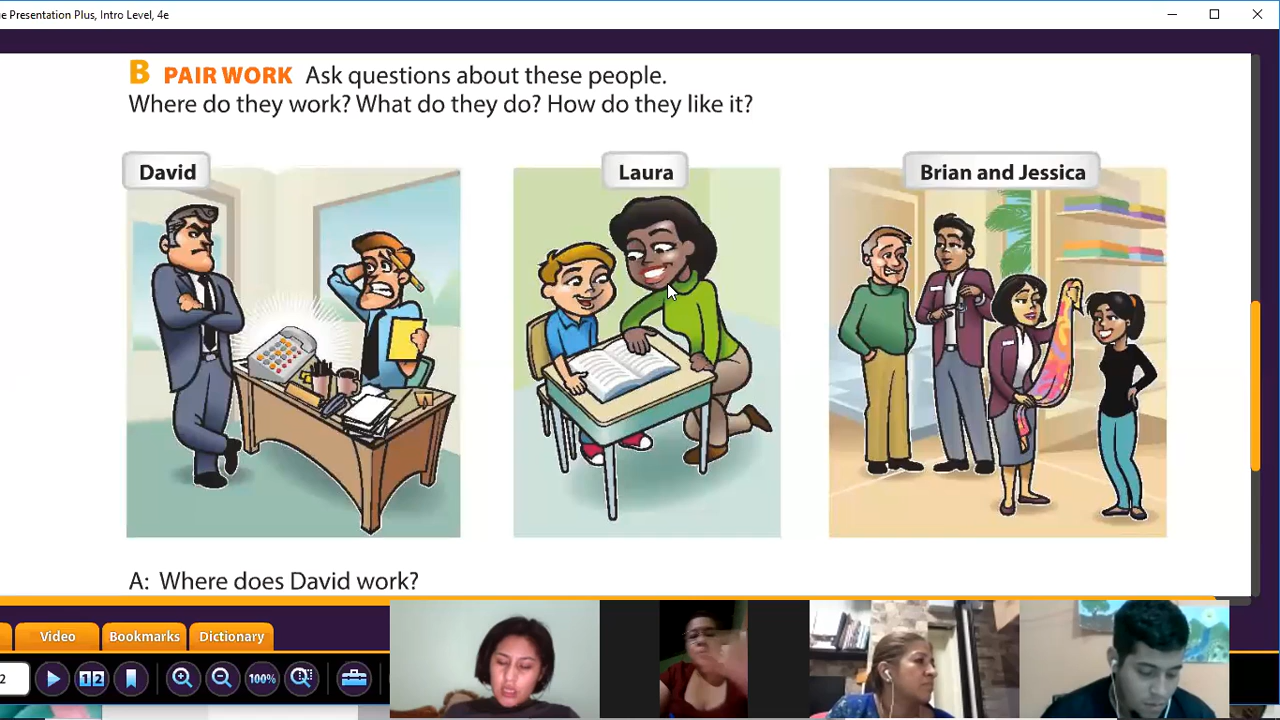 e Presentation Plus, Intro Level, 4e
B PAIR WORK Ask questions about these people.
Where do they work? What do they do? How do they like it?
David
Laura
Brian and Jessica
A: Where does David work?
Video
Bookmarks
Dictionary
2
12
100%